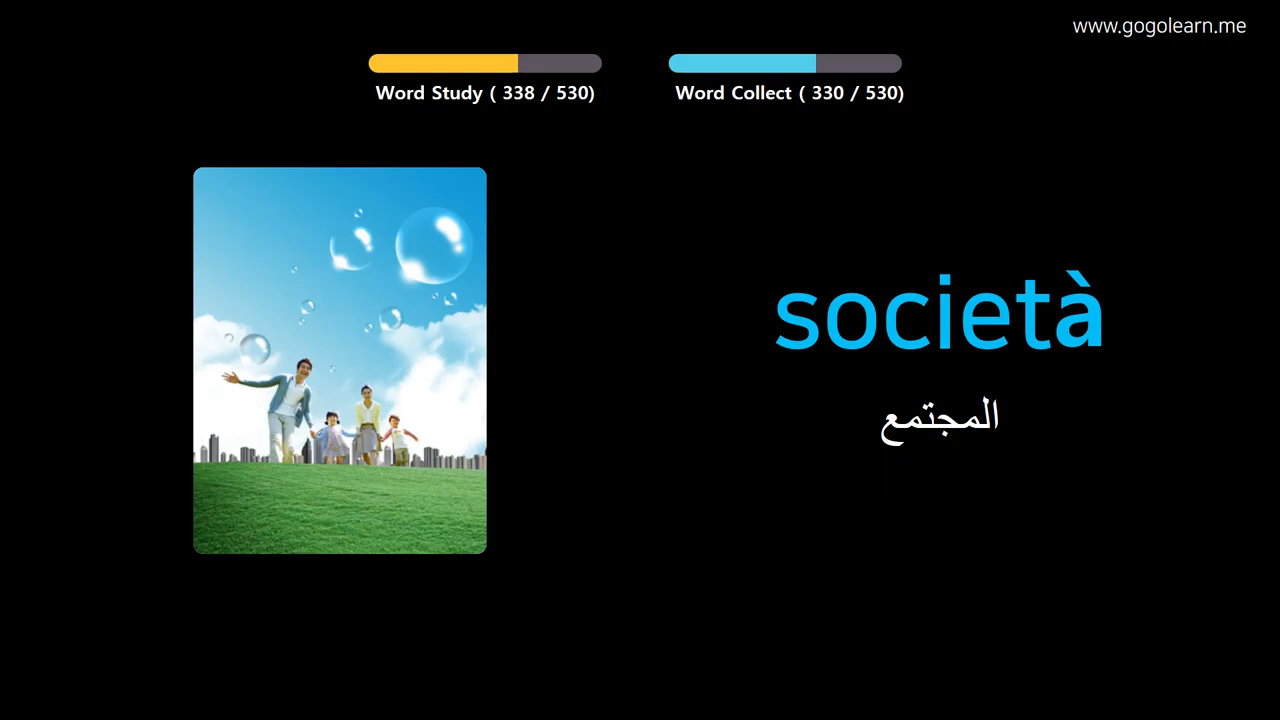 www.gogolearn.me
Word Study ( 338 / 530)
Word Collect ( 330 / 530)
società
المجتمع